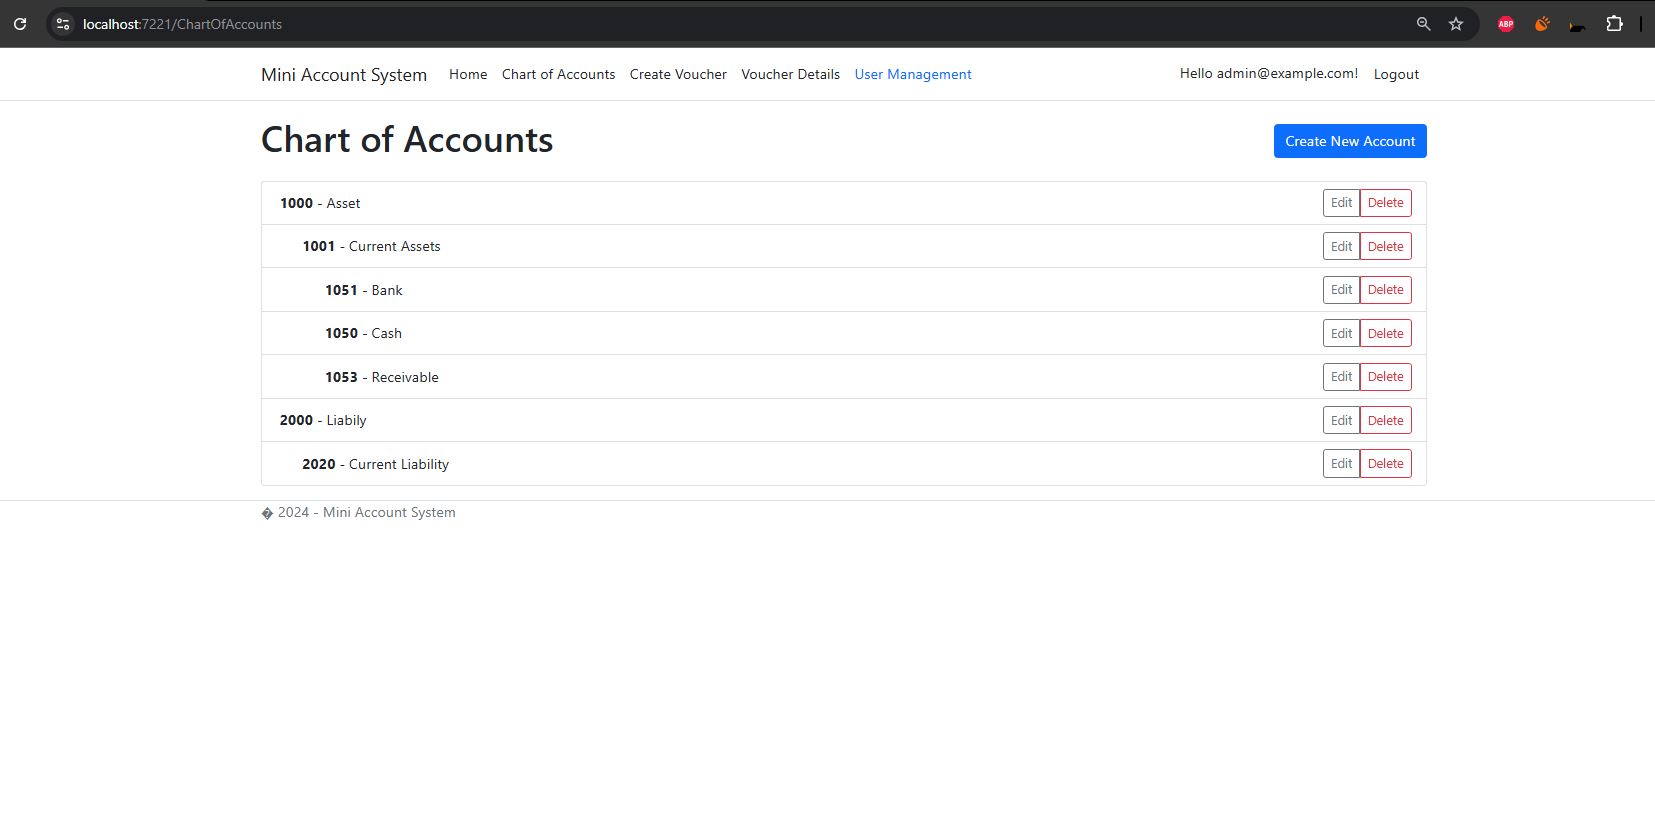 localhost:7221/ChartOfAccounts
ABP
Mini Account System Home Chart of Accounts Create Voucher Voucher Details User Management Hello admin@example.com! Logout
Chart of Accounts Create New Account
1000 - Asset Edit Delete
1001 - Current Assets Edit Delete
1051 - Bank Edit Delete
1050 - Cash Edit Delete
1053 - Receivable Edit Delete
2000 - Liabily Edit Delete
2020 - Current Liability Edit Delete
� 2024 - Mini Account System